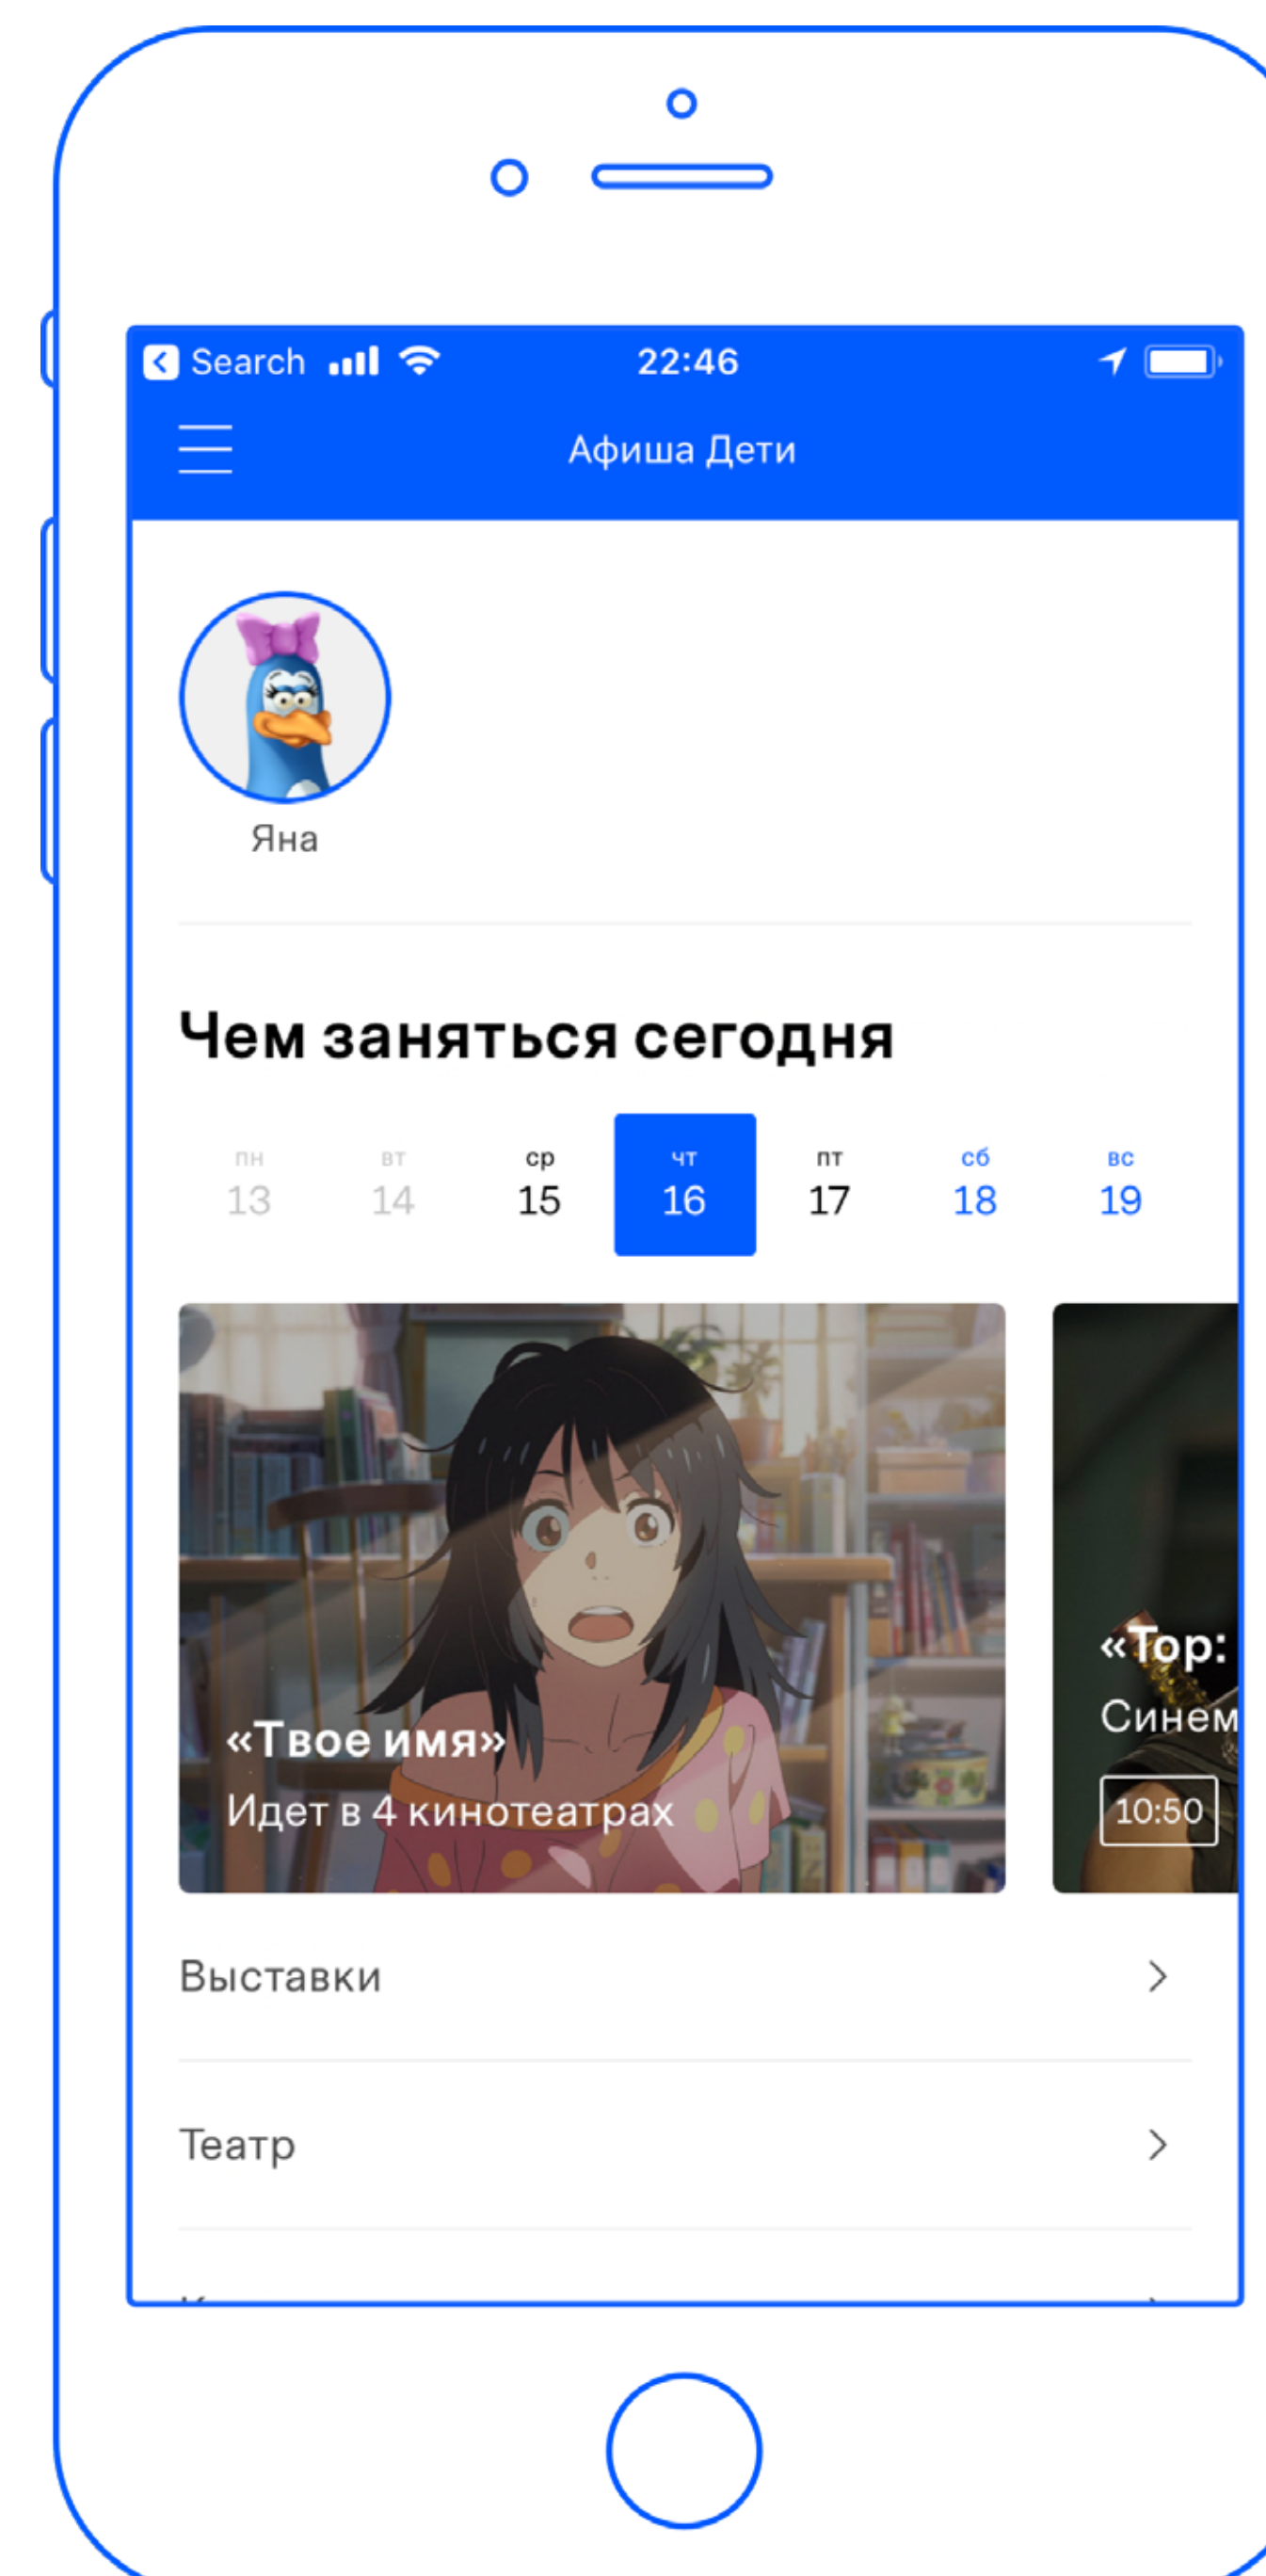 Search 22:46
Афиша Дети
Яна
Чем заняться сегодня
пн вт ср чт пт сб вс
13 14 15 16 17 18 19
«Твое имя»
Идет в 4 кинотеатрах
«Тор:
Синем
10:50
Выставки
Театр